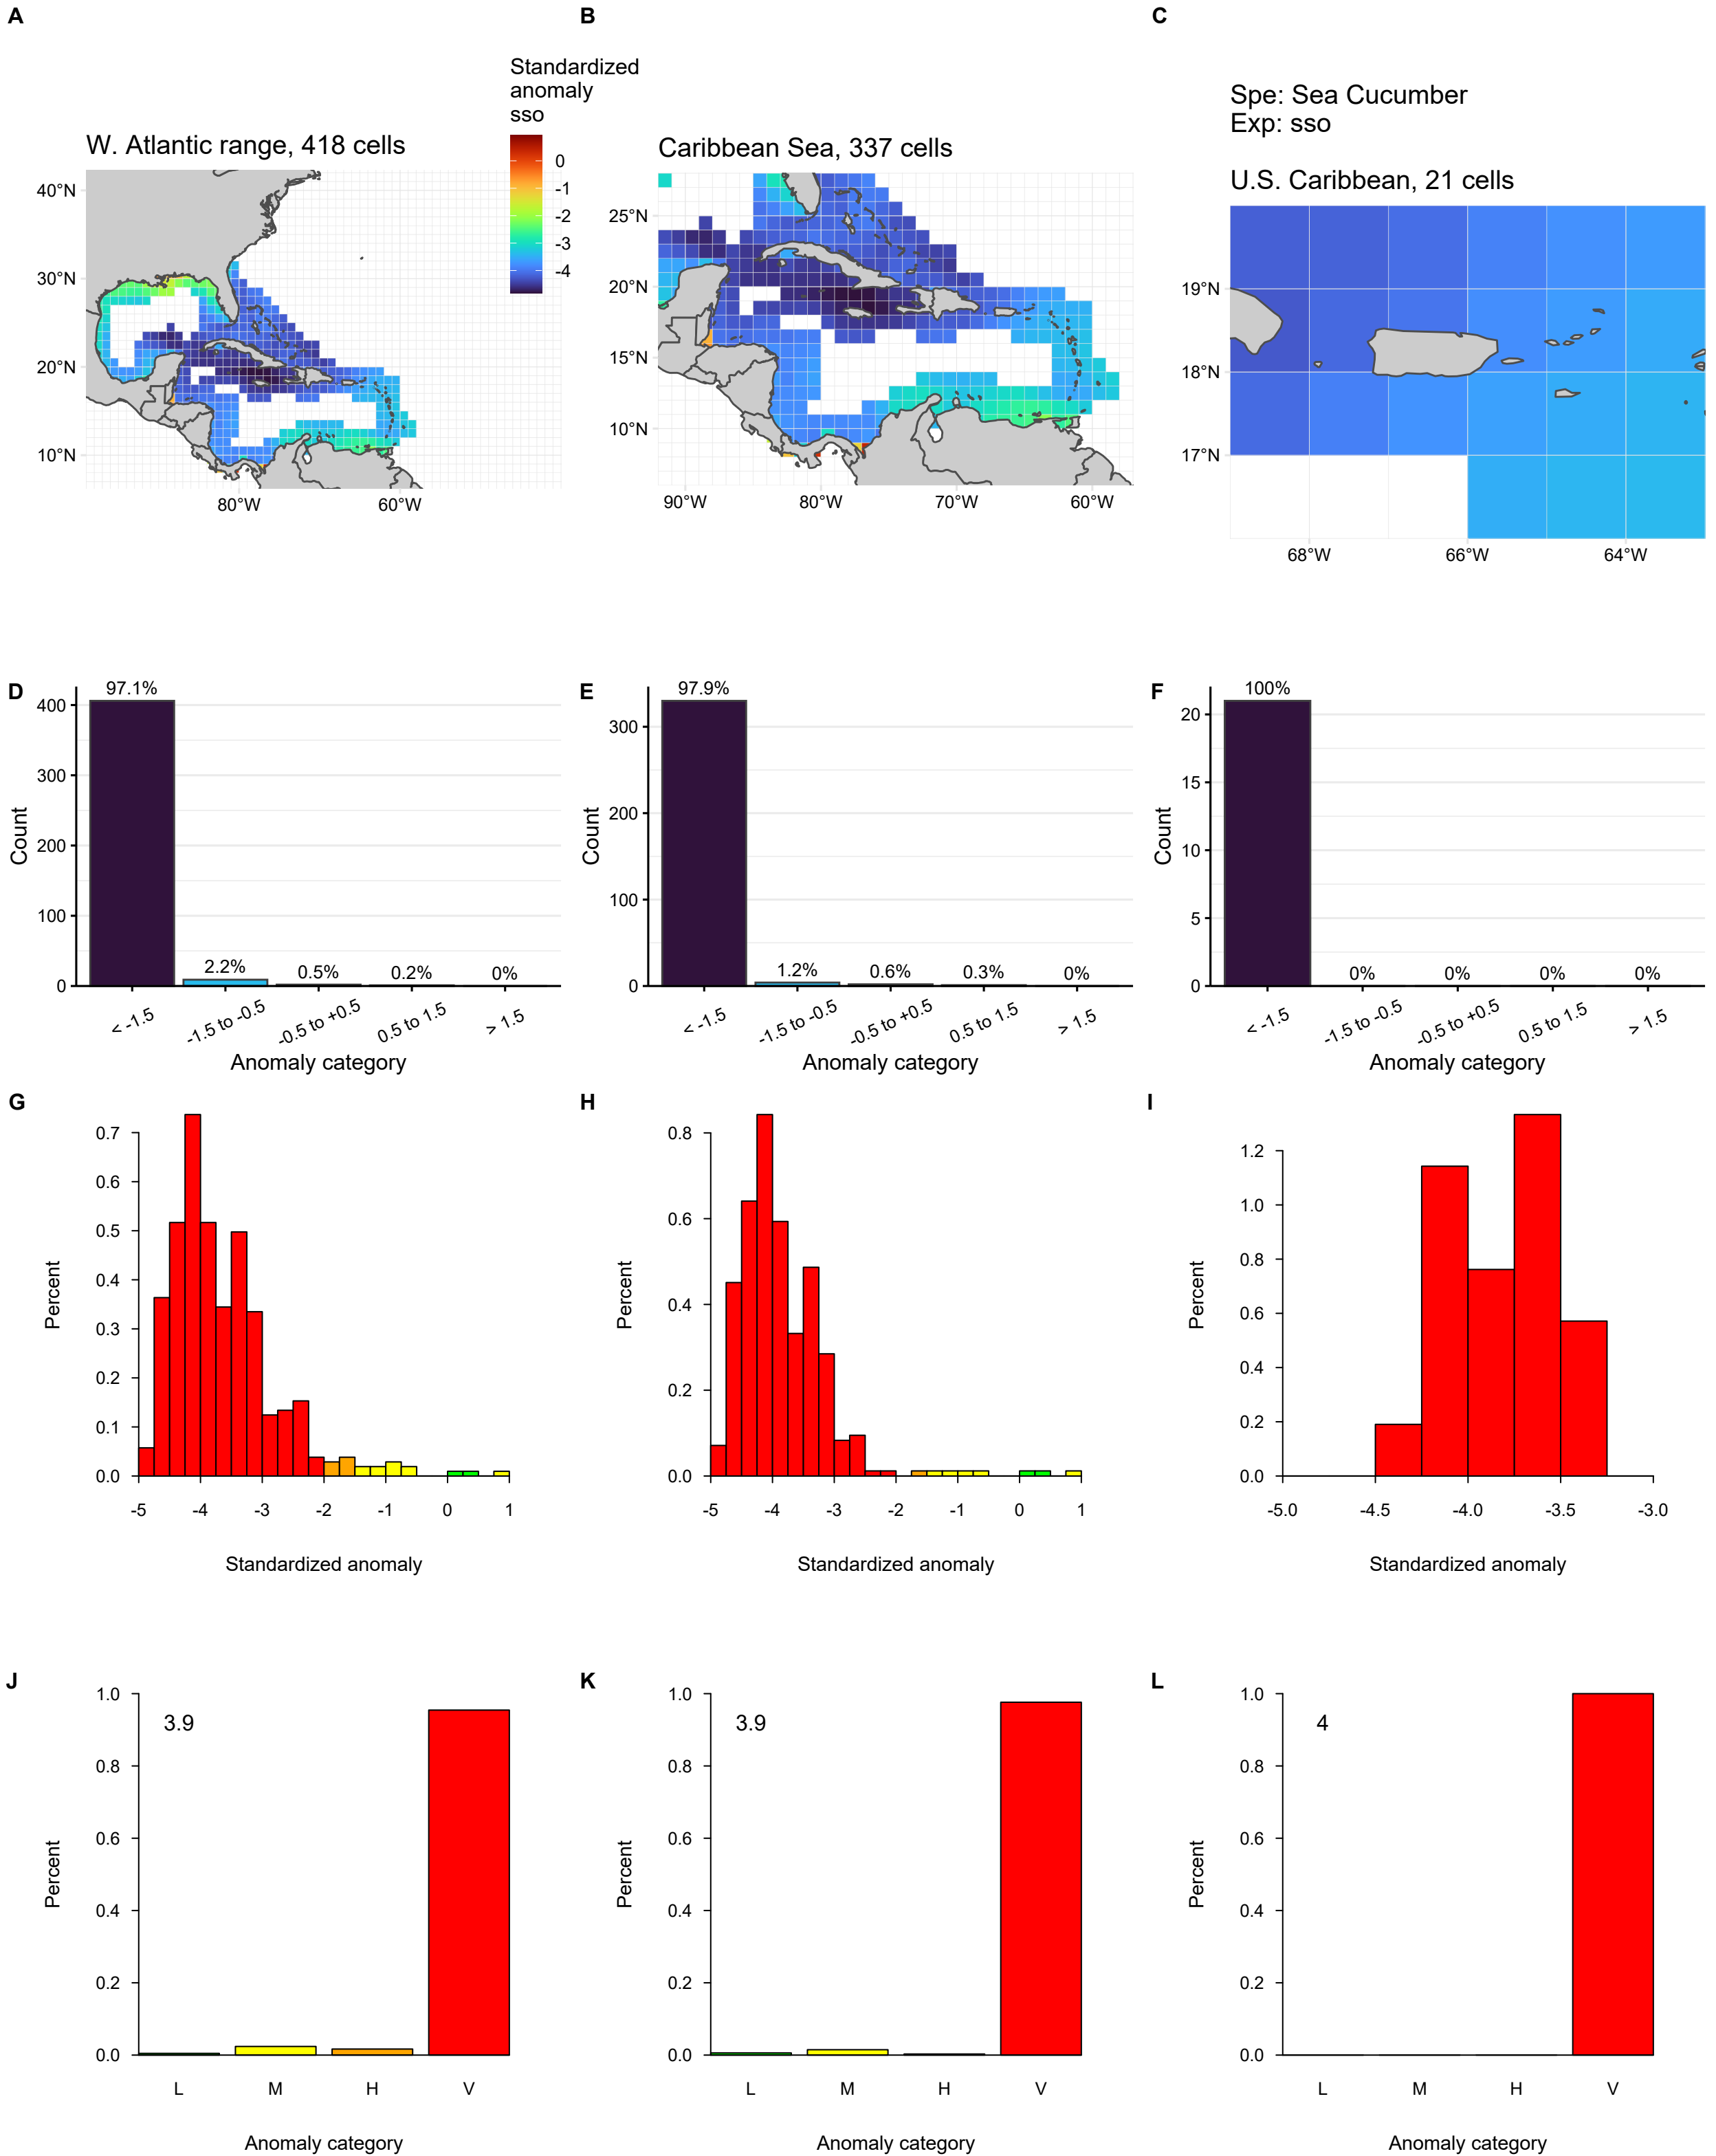 A
B
C
Standardized
anomaly
sso
0
-1
-2
-3
-4
W. Atlantic range, 418 cells
40°N
30°N
20°N
10°N
80°W
60°W
Caribbean Sea, 337 cells
25°N
20°N
15°N
10°N
90°W
80°W
70°W
60°W
Spe: Sea Cucumber
Exp: sso
U.S. Caribbean, 21 cells
19°N
18°N
17°N
68°W
66°W
64°W
D
Count
400
300
200
100
0
97.1%
2.2%
0.5%
0.2%
0%
< -1.5
-1.5 to -0.5
-0.5 to +0.5
0.5 to 1.5
> 1.5
Anomaly category
E
Count
300
200
100
0
97.9%
1.2%
0.6%
0.3%
0%
< -1.5
-1.5 to -0.5
-0.5 to +0.5
0.5 to 1.5
> 1.5
Anomaly category
F
Count
20
15
10
5
0
100%
0%
0%
0%
0%
< -1.5
-1.5 to -0.5
-0.5 to +0.5
0.5 to 1.5
> 1.5
Anomaly category
G
Percent
0.7
0.6
0.5
0.4
0.3
0.2
0.1
0.0
-5
-4
-3
-2
-1
0
1
Standardized anomaly
H
Percent
0.8
0.6
0.4
0.2
0.0
-5
-4
-3
-2
-1
0
1
Standardized anomaly
I
Percent
1.2
1.0
0.8
0.6
0.4
0.2
0.0
-5.0
-4.5
-4.0
-3.5
-3.0
Standardized anomaly
J
3.9
Percent
1.0
0.8
0.6
0.4
0.2
0.0
L
M
H
V
Anomaly category
K
3.9
Percent
1.0
0.8
0.6
0.4
0.2
0.0
L
M
H
V
Anomaly category
L
4
Percent
1.0
0.8
0.6
0.4
0.2
0.0
L
M
H
V
Anomaly category